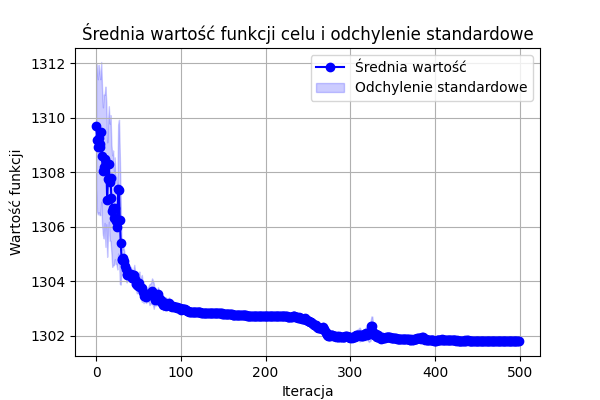 Średnia wartość funkcji celu i odchylenie standardowe
Średnia wartość
Odchylenie standardowe
Wartość funkcji
1312
1310
1308
1306
1304
1302
0 100 200 300 400 500
Iteracja